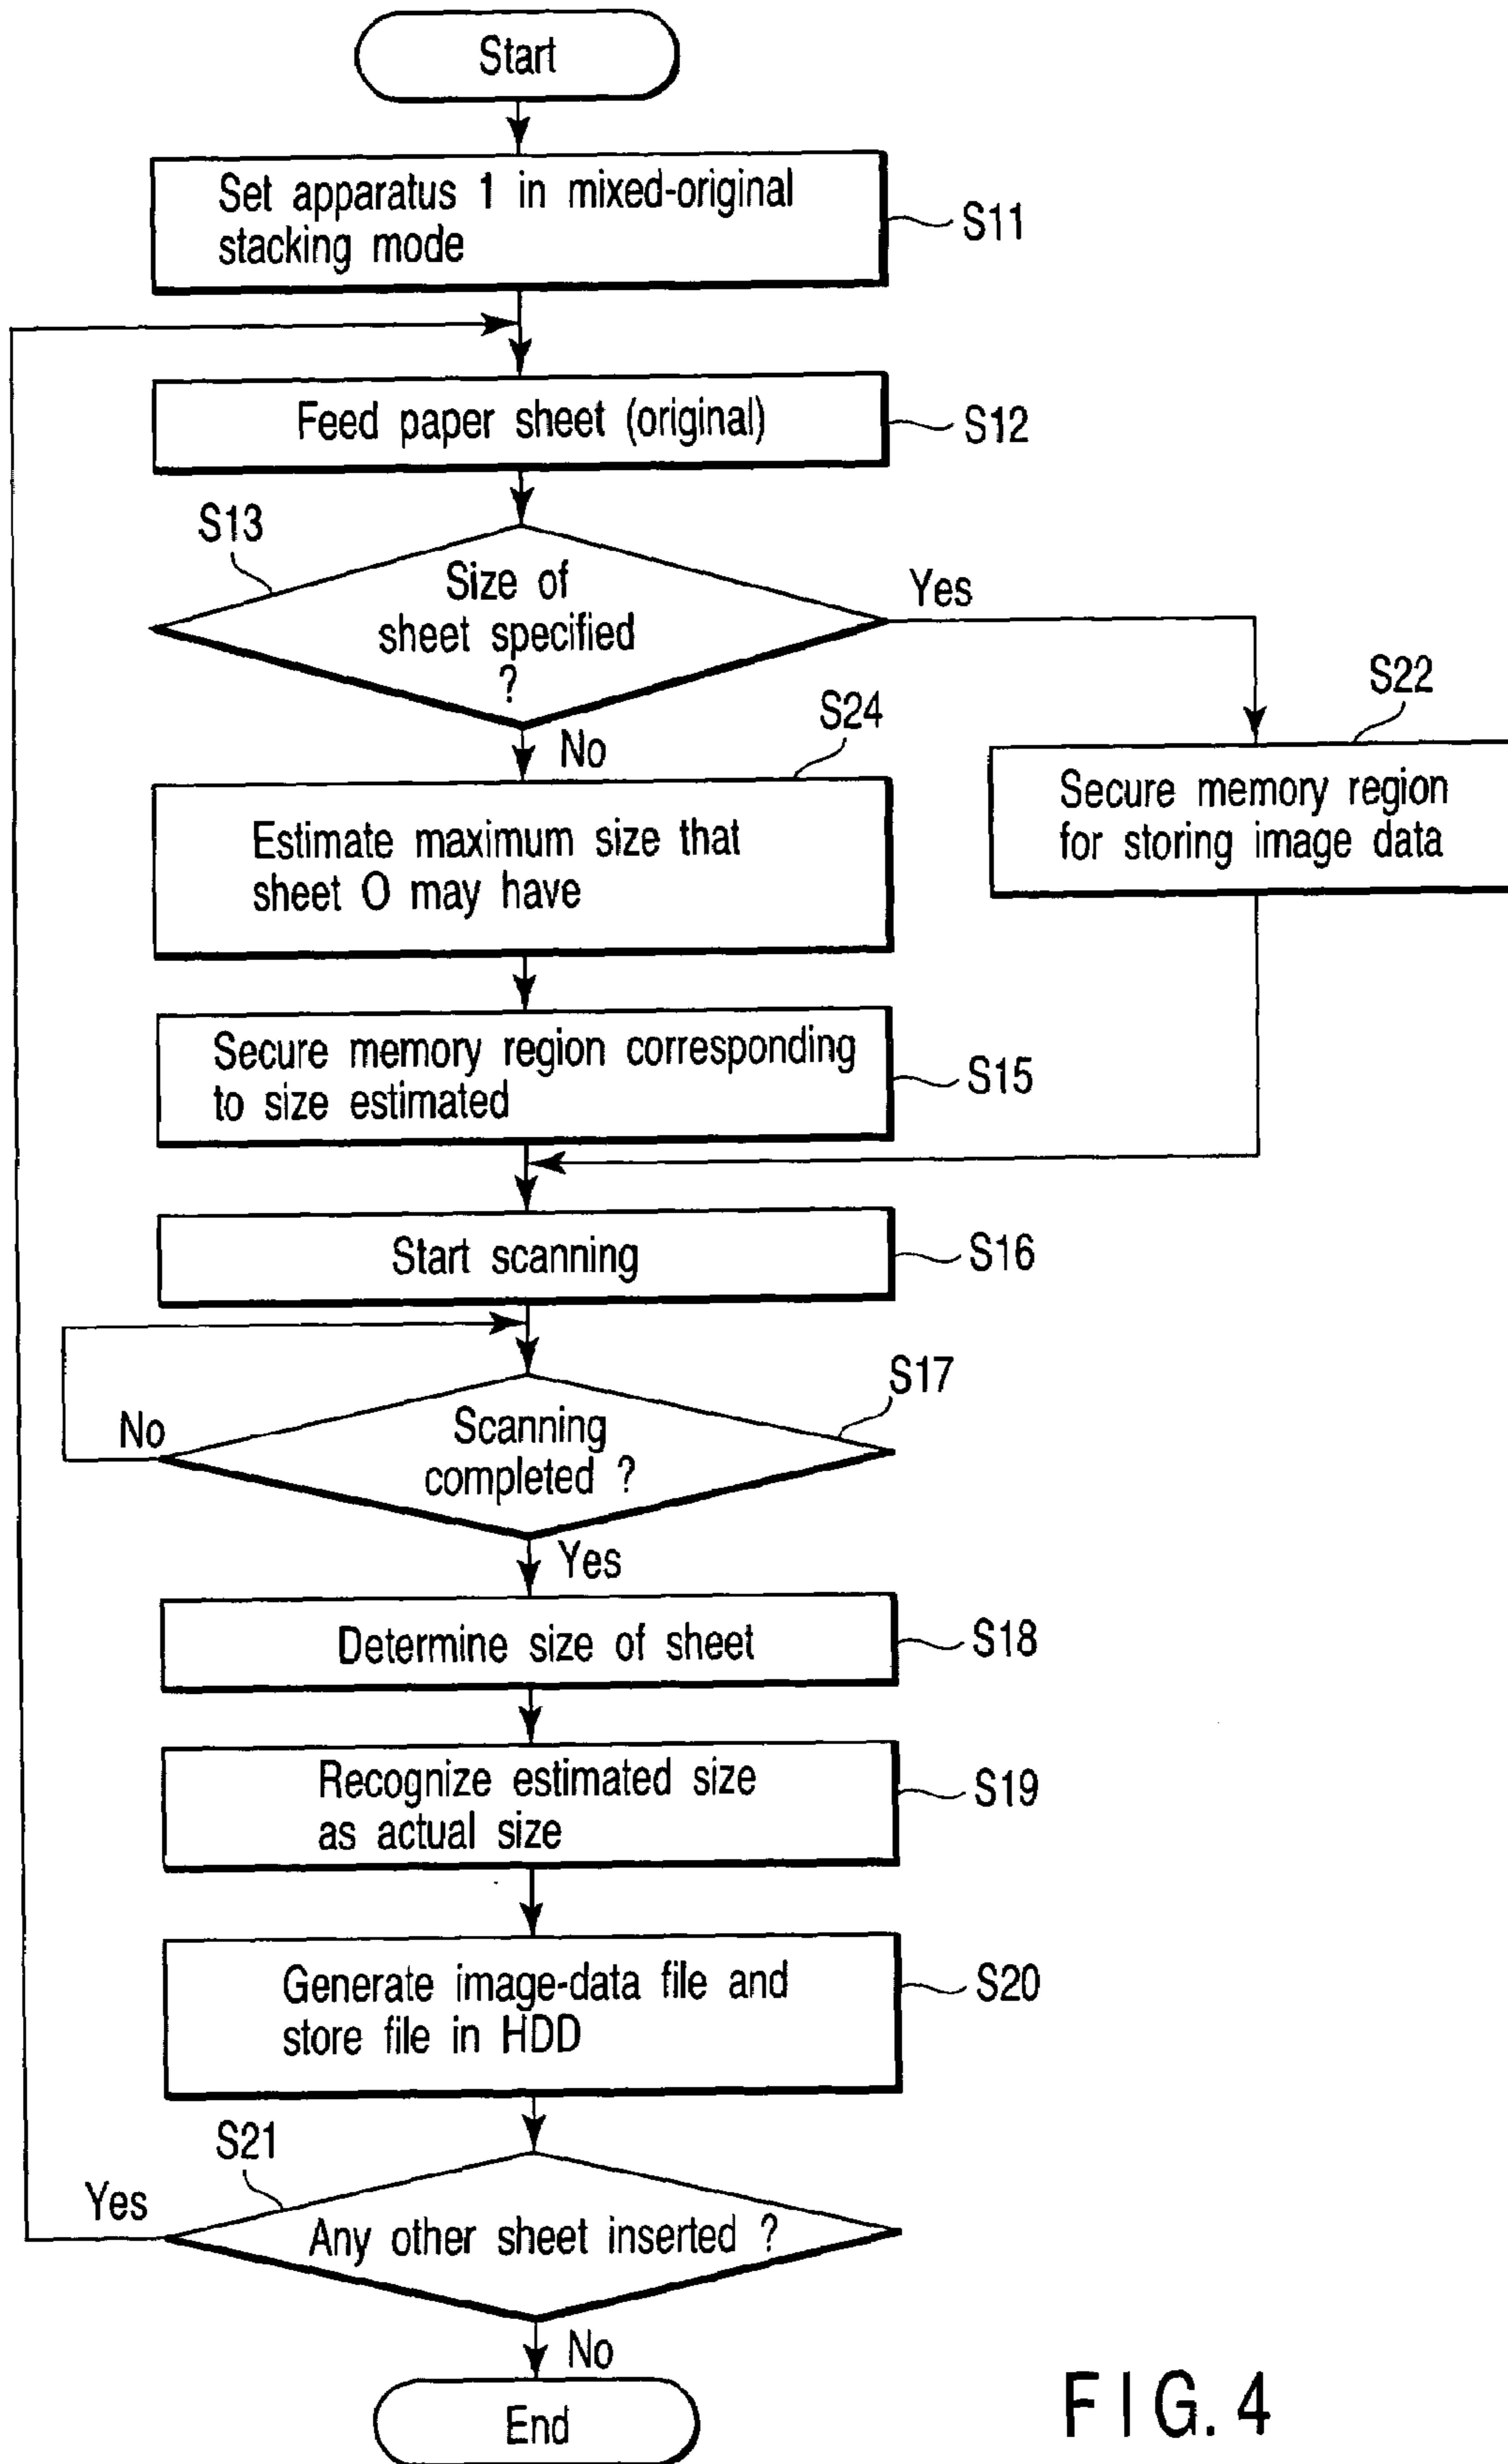 Start
Set apparatus 1 in mixed-original
stacking mode
S11
Feed paper sheet (original)
S12
S13
Size of
sheet specified
?
Yes
No
S22
Secure memory region
for storing image data
S24
Estimate maximum size that
sheet O may have
Secure memory region corresponding
to size estimated
S15
Start scanning
S16
S17
Scanning
completed ?
No
Yes
Determine size of sheet
S18
Recognize estimated size
as actual size
S19
Generate image-data file and
store file in HDD
S20
S21
Any other sheet inserted ?
Yes
No
End
FIG. 4